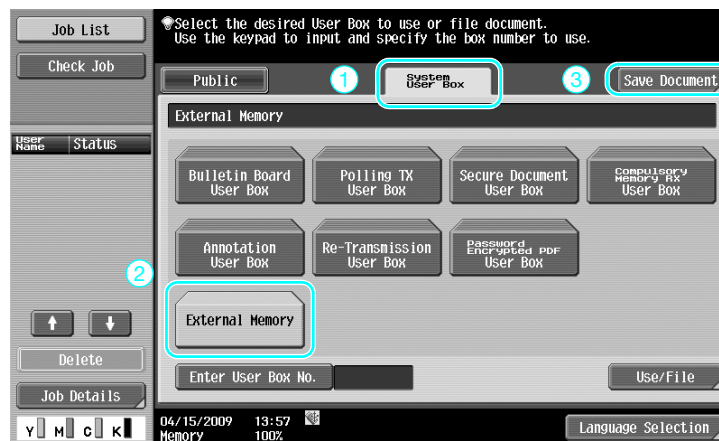 Job List
Check Job
User Name
Status
Delete
Job Details
Y M C K
Select the desired User Box to use or file document.
Use the keypad to input and specify the box number to use.
Public
1
System
User Box
3
Save Document
External Memory
Bulletin Board
User Box
Polling TX
User Box
Secure Document
User Box
Compulsory
Memory RX
User Box
Annotation
User Box
Re-Transmission
User Box
Password
Encrypted PDF
User Box
2
External Memory
Enter User Box No.
Use/File
04/15/2009 13:57
Memory 100%
Language Selection